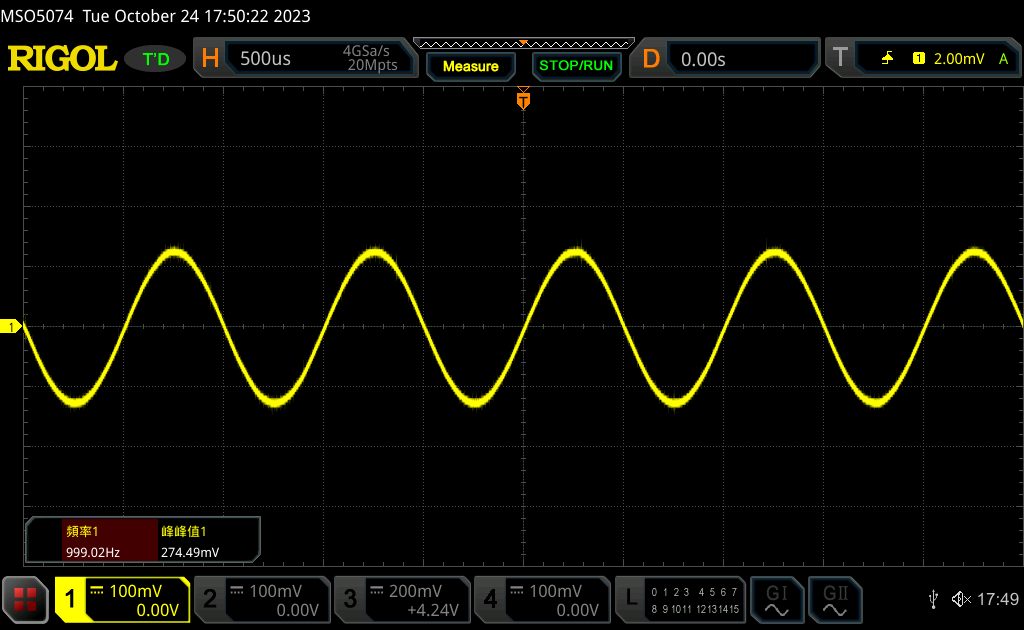 MSO5074 Tue October 24 17:50:22 2023
RIGOL T'D H 500us 4GSa/s 20Mpts Measure STOP/RUN D 0.00s T 1 2.00mV A
T
1
頻率1 峰峰值1
999.02Hz 274.49mV
1 100mV 0.00V
2 100mV 0.00V
3 200mV +4.24V
4 100mV 0.00V
L 0 1 2 3 4 5 6 7
8 9 10 11 12 13 14 15
GI GII
17:49